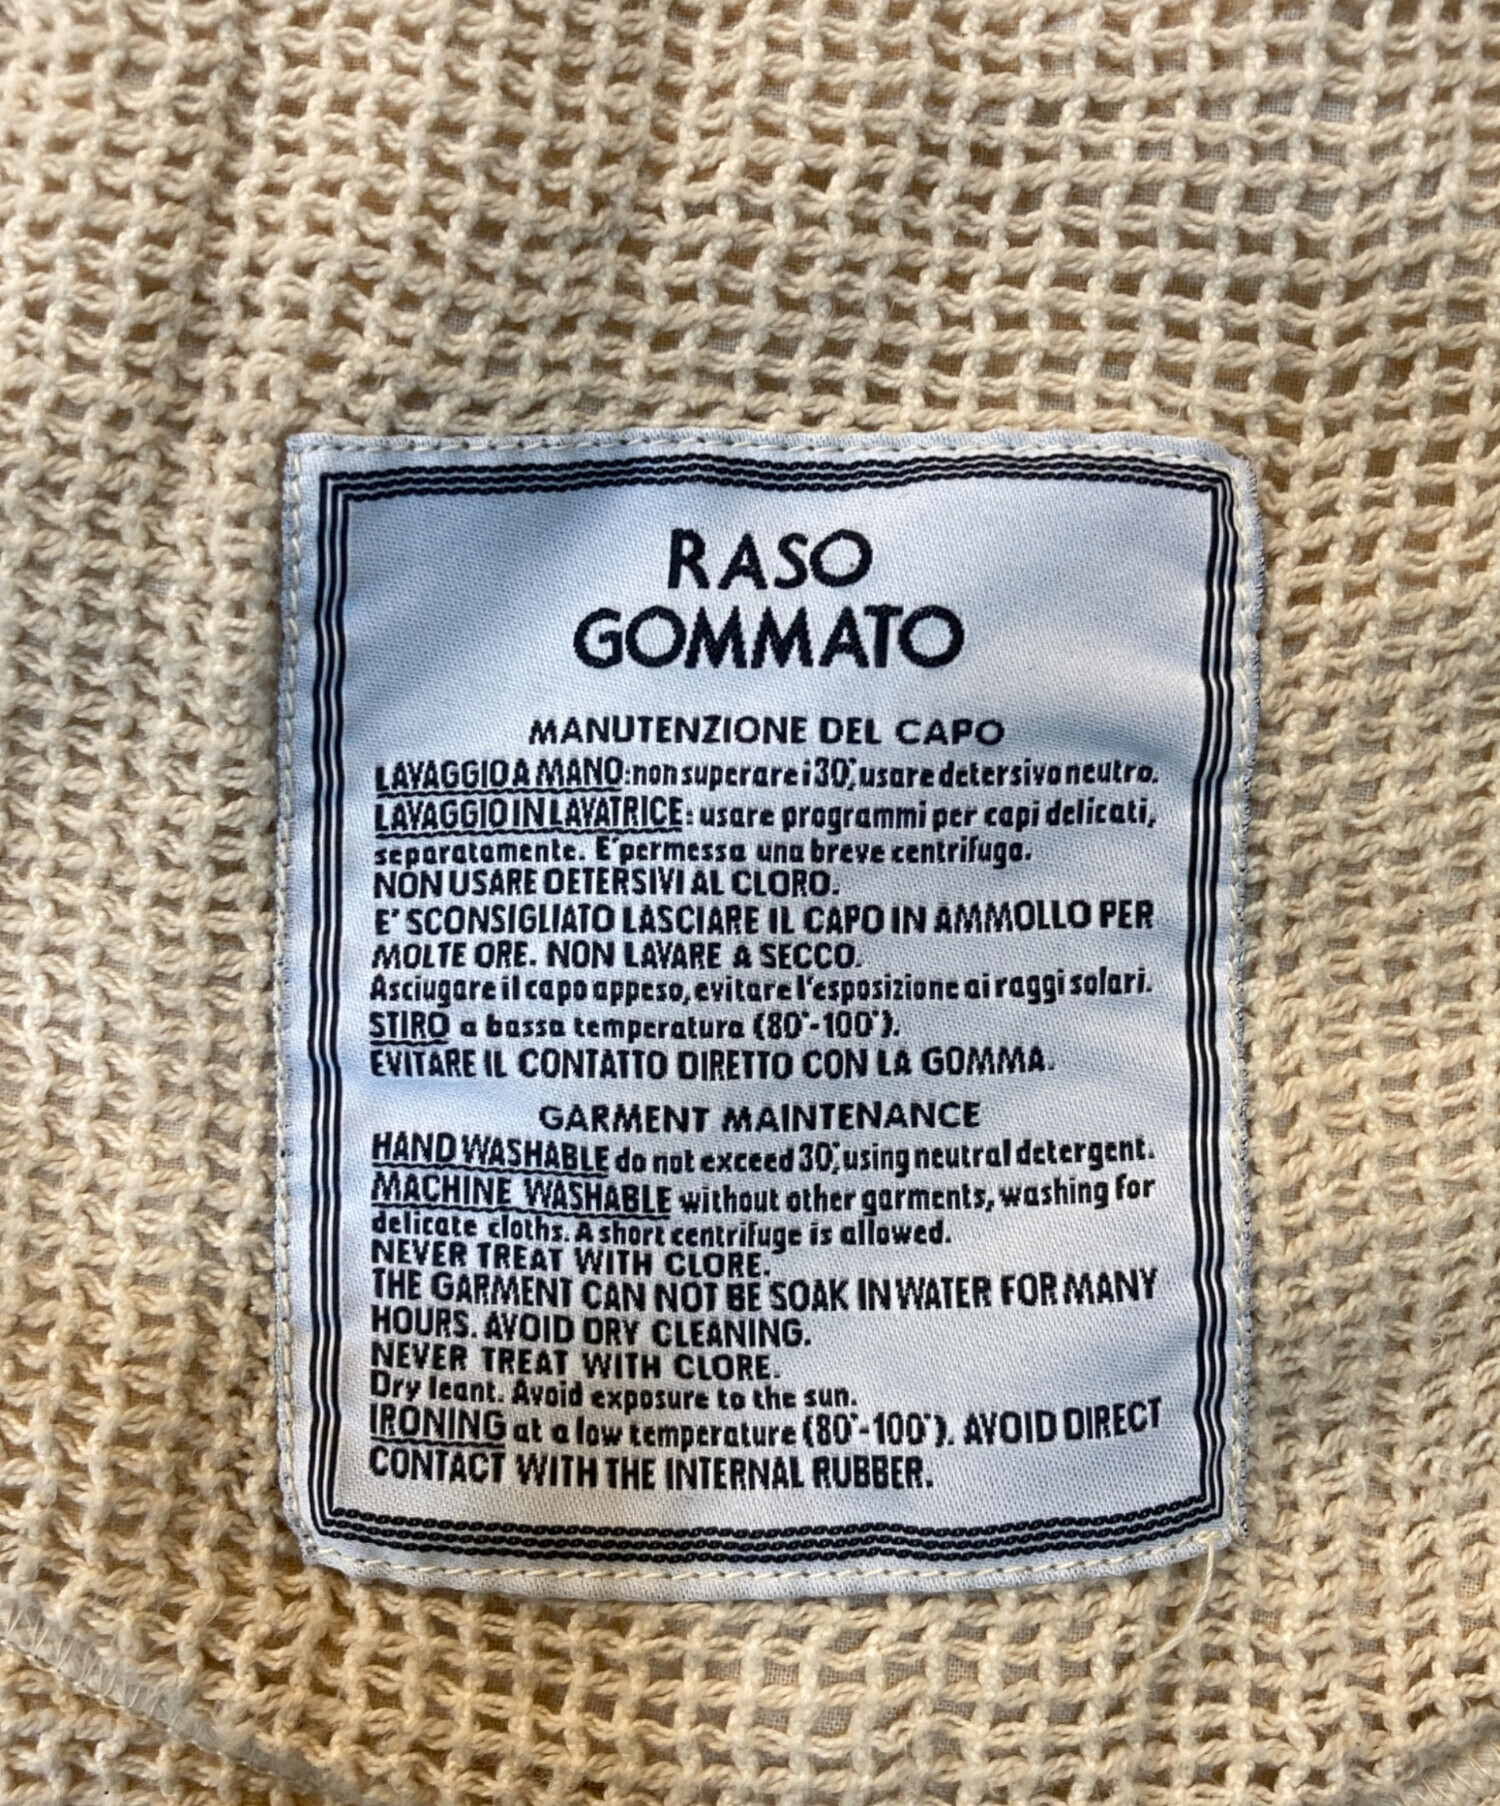 RASO
GOMMATO
MANUTENZIONE DEL CAPO
LAVAGGIO A MANO: non superare i 30°, usare detersivo neutro.
LAVAGGIO IN LAVATRICE: usare programmi per capi delicati,
separatamente. E' permessa una breve centrifuga.
NON USARE DETERSIVI AL CLORO.
E' SCONSIGLIATO LASCIARE IL CAPO IN AMMOLLO PER
MOLTE ORE. NON LAVARE A SECCO.
Asciugare il capo appeso, evitare l'esposizione ai raggi solari.
STIRO a bassa temperatura (80°-100°).
EVITARE IL CONTATTO DIRETTO CON LA GOMMA.
GARMENT MAINTENANCE
HAND WASHABLE do not exceed 30°, using neutral detergent.
MACHINE WASHABLE without other garments, washing for
delicate cloths. A short centrifuge is allowed.
NEVER TREAT WITH CLORE.
THE GARMENT CAN NOT BE SOAK IN WATER FOR MANY
HOURS. AVOID DRY CLEANING.
NEVER TREAT WITH CLORE.
Dry leant. Avoid exposure to the sun.
IRONING at a low temperature (80°-100°). AVOID DIRECT
CONTACT WITH THE INTERNAL RUBBER.